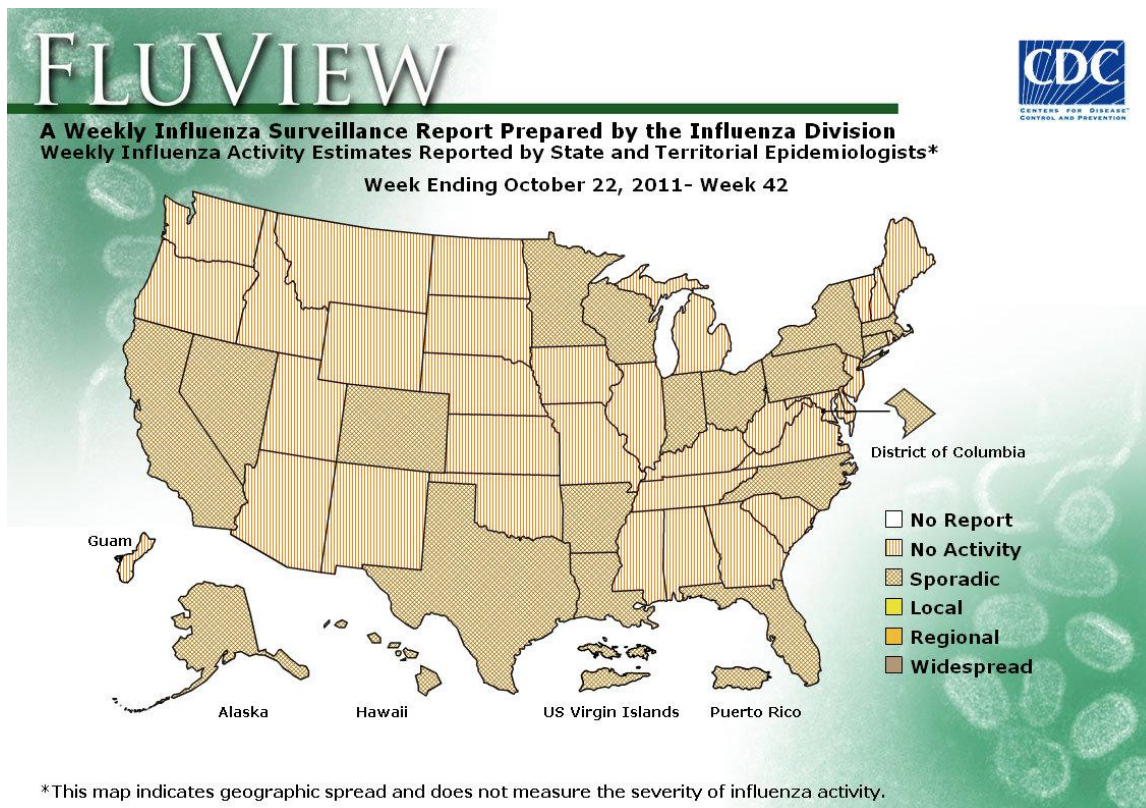 FLUVIEW
CDC
CENTERS FOR DISEASE™
CONTROL AND PREVENTION
A Weekly Influenza Surveillance Report Prepared by the Influenza Division
Weekly Influenza Activity Estimates Reported by State and Territorial Epidemiologists*
Week Ending October 22, 2011- Week 42
District of Columbia
Guam
No Report
No Activity
Sporadic
Local
Regional
Widespread
Alaska
Hawaii
US Virgin Islands
Puerto Rico
*This map indicates geographic spread and does not measure the severity of influenza activity.